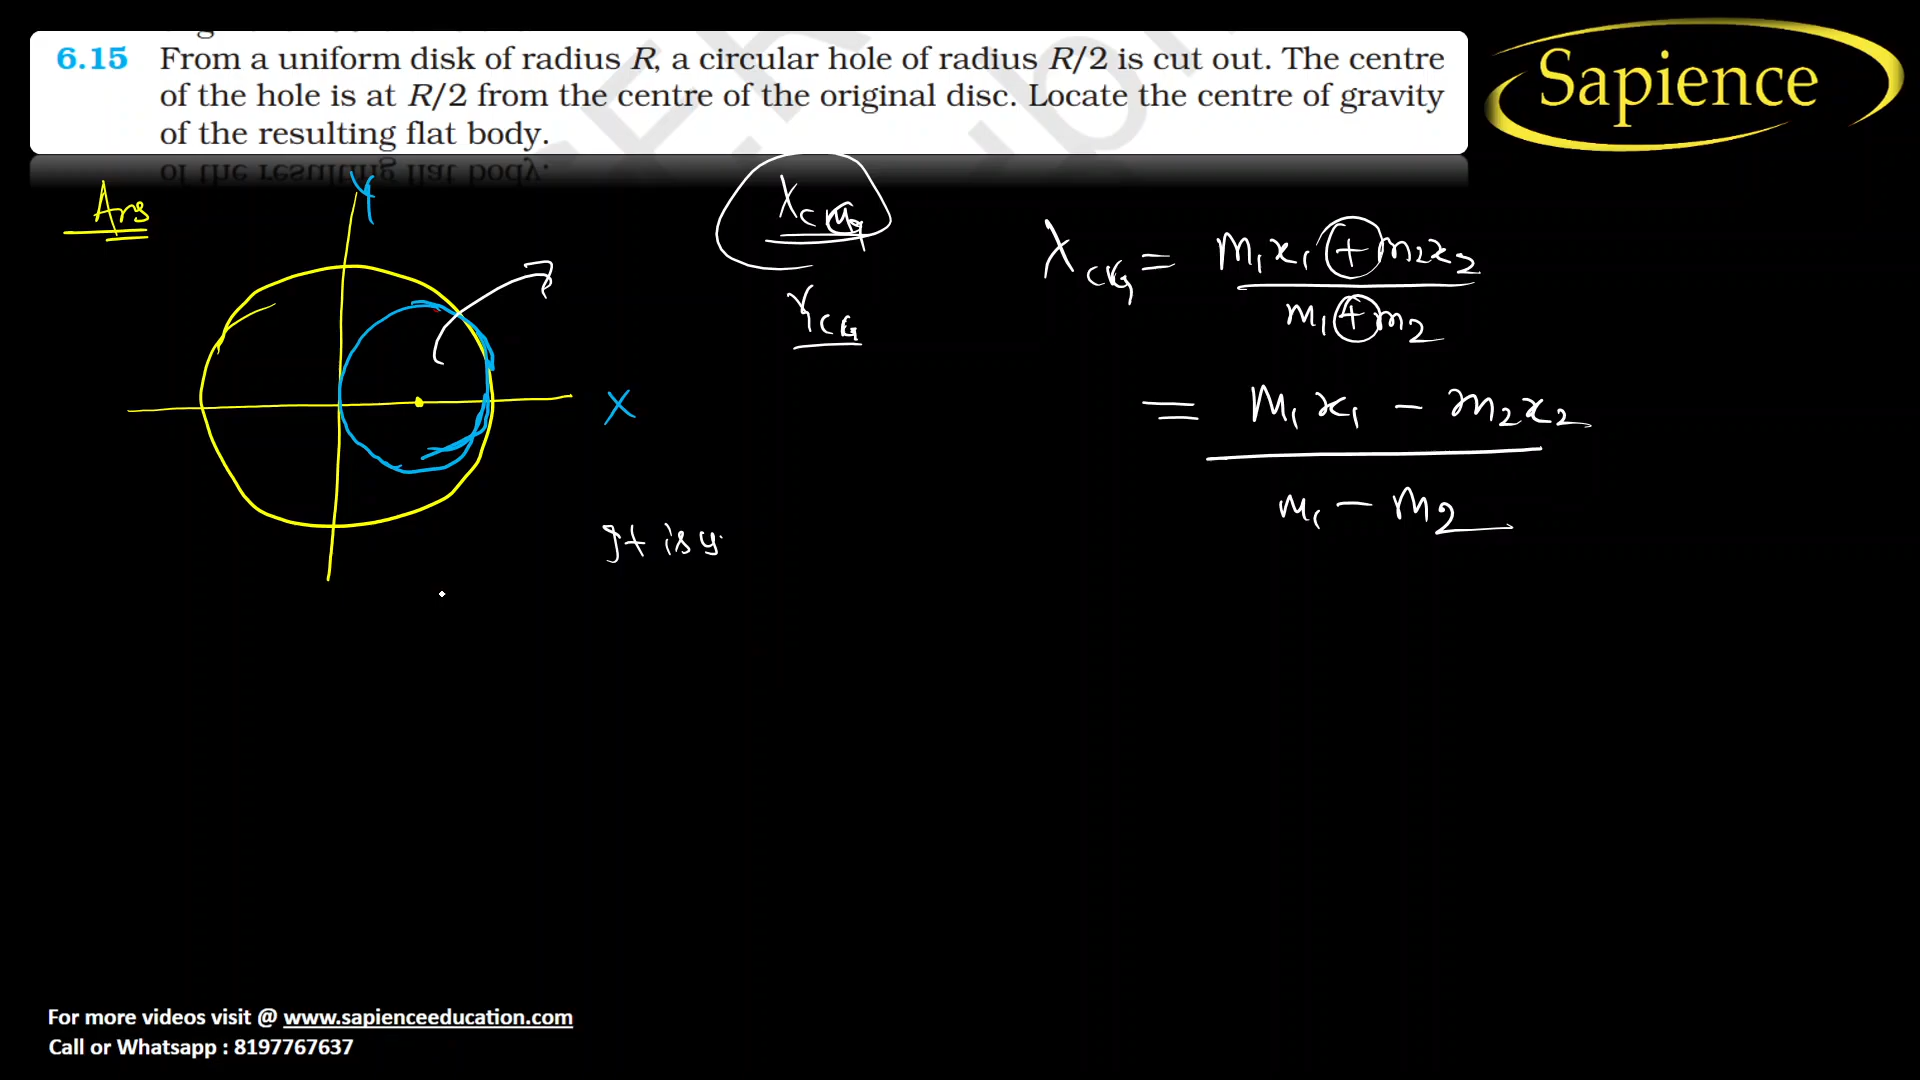 6.15 From a uniform disk of radius R, a circular hole of radius R/2 is cut out. The centre
of the hole is at R/2 from the centre of the original disc. Locate the centre of gravity
of the resulting flat body.
Sapience
Ans
Y
X
XCG
YCG
XCG = m1x1 + m2x2
m1 + m2
= m1x1 - m2x2
m1 - m2
It is y
For more videos visit @ www.sapienceeducation.com
Call or Whatsapp : 8197767637